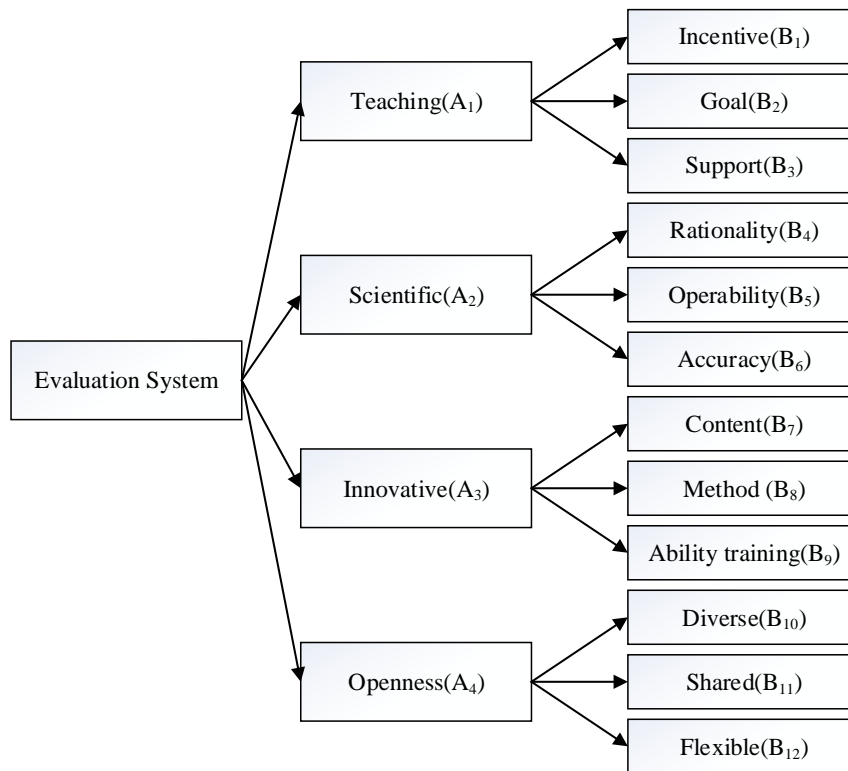 Evaluation System
Teaching(A₁)
Scientific(A₂)
Innovative(A₃)
Openness(A₄)
Incentive(B₁)
Goal(B₂)
Support(B₃)
Rationality(B₄)
Operability(B₅)
Accuracy(B₆)
Content(B₇)
Method (B₈)
Ability training(B₉)
Diverse(B₁₀)
Shared(B₁₁)
Flexible(B₁₂)